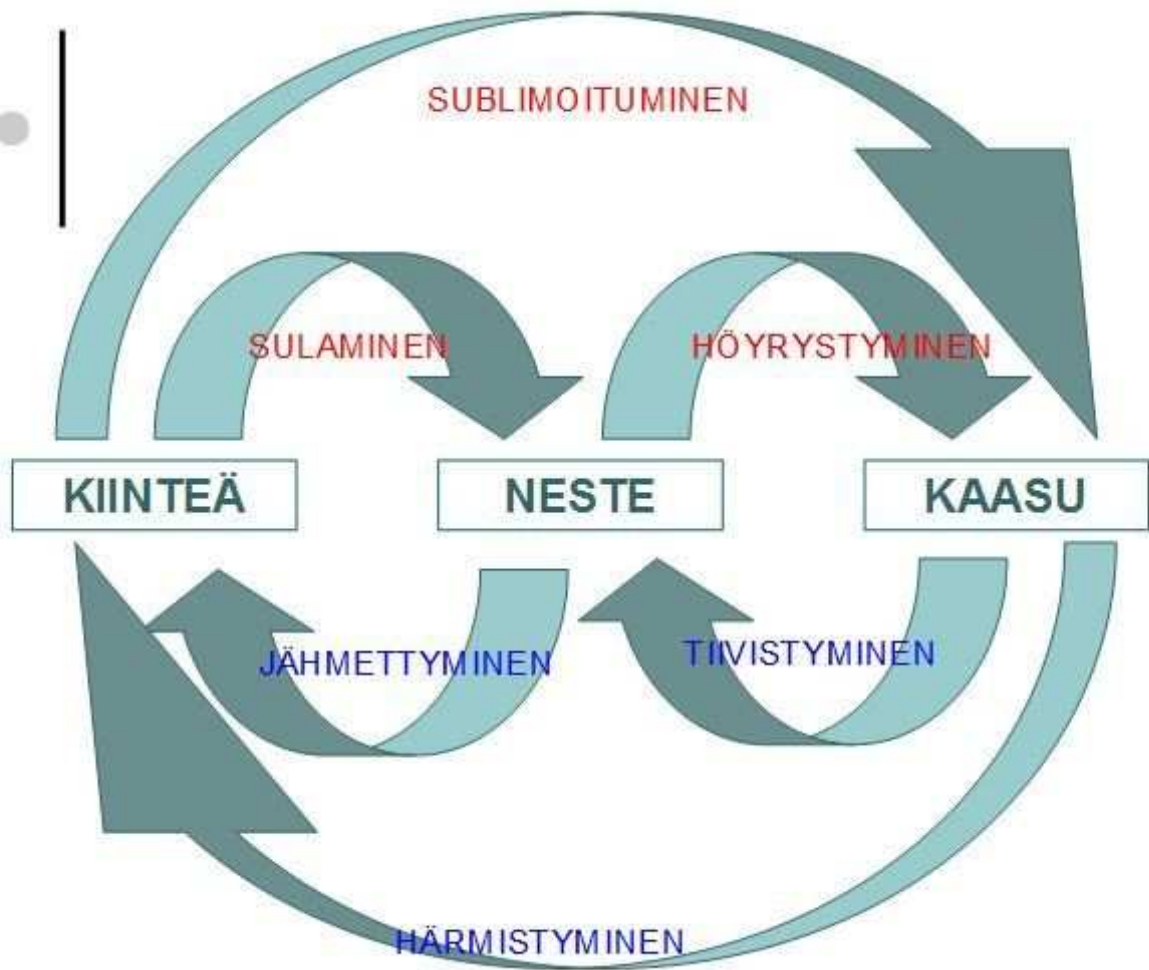 SUBLIMOITUMINEN
SULAMINEN
HÖYRYSTYMINEN
KIINTEÄ
NESTE
KAASU
JÄHMETTYMINEN
TIIVISTYMINEN
HÄRMISTYMINEN